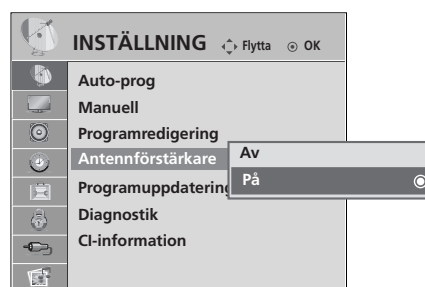 INSTÄLLNING Flytta OK
Auto-prog
Manuell
Programredigering
Antennförstärkare
Av
På
Programuppdatering
Diagnostik
CI-information